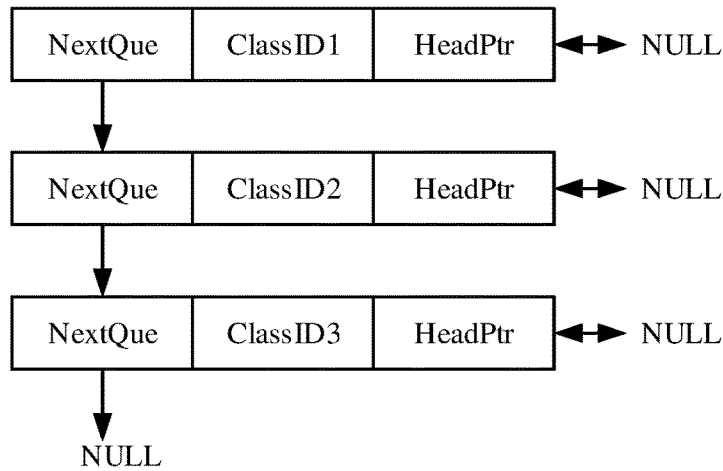 NextQue ClassID1 HeadPtr NULL
NextQue ClassID2 HeadPtr NULL
NextQue ClassID3 HeadPtr NULL
NULL